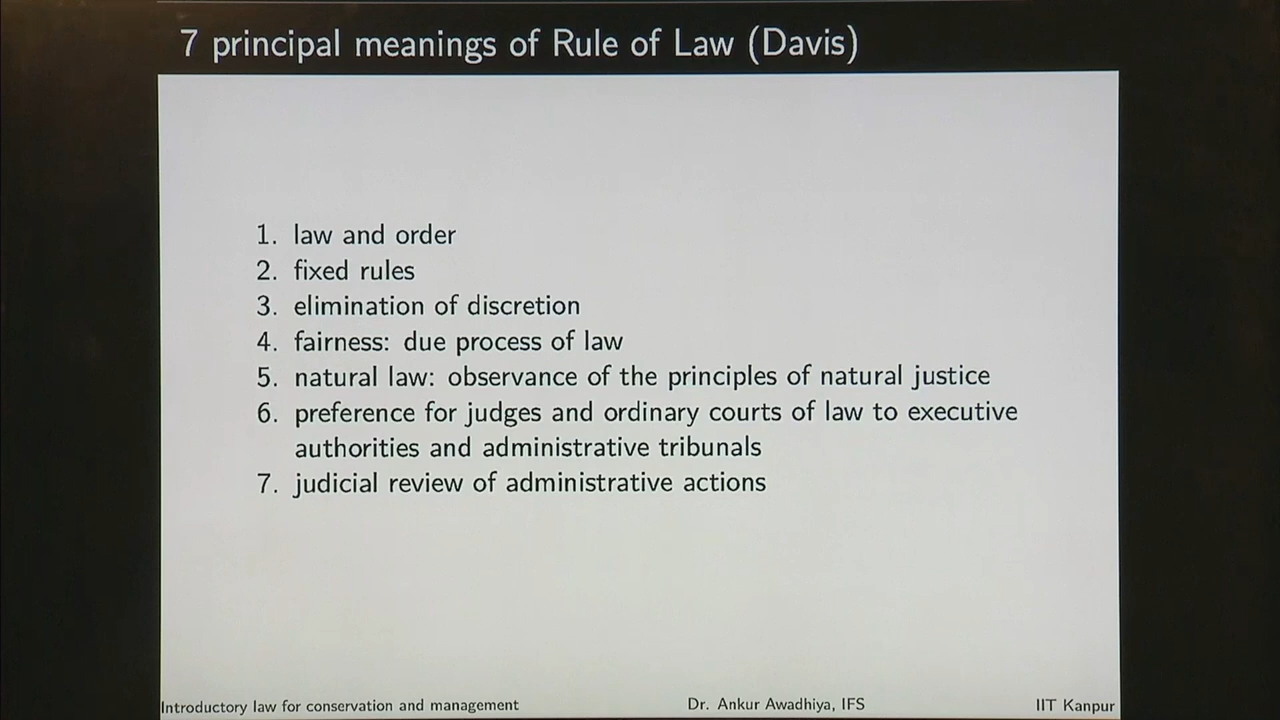 7 principal meanings of Rule of Law (Davis)
1. law and order
2. fixed rules
3. elimination of discretion
4. fairness: due process of law
5. natural law: observance of the principles of natural justice
6. preference for judges and ordinary courts of law to executive
authorities and administrative tribunals
7. judicial review of administrative actions
Introductory law for conservation and management Dr. Ankur Awadhiya, IFS IIT Kanpur